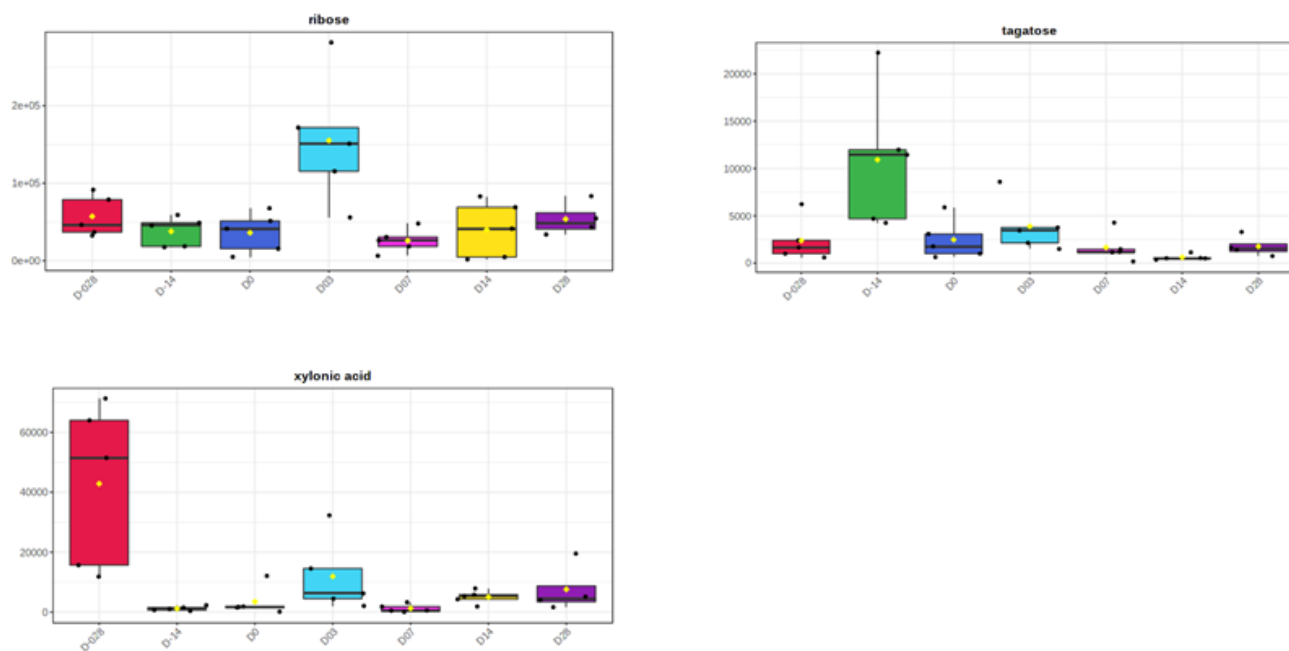 ribose
2e+05
1e+05
0e+00
D-028 D-14 D0 D03 D07 D14 D28
tagatose
20000
15000
10000
5000
0
D-028 D-14 D0 D03 D07 D14 D28
xylonic acid
60000
40000
20000
0
D-028 D-14 D0 D03 D07 D14 D28